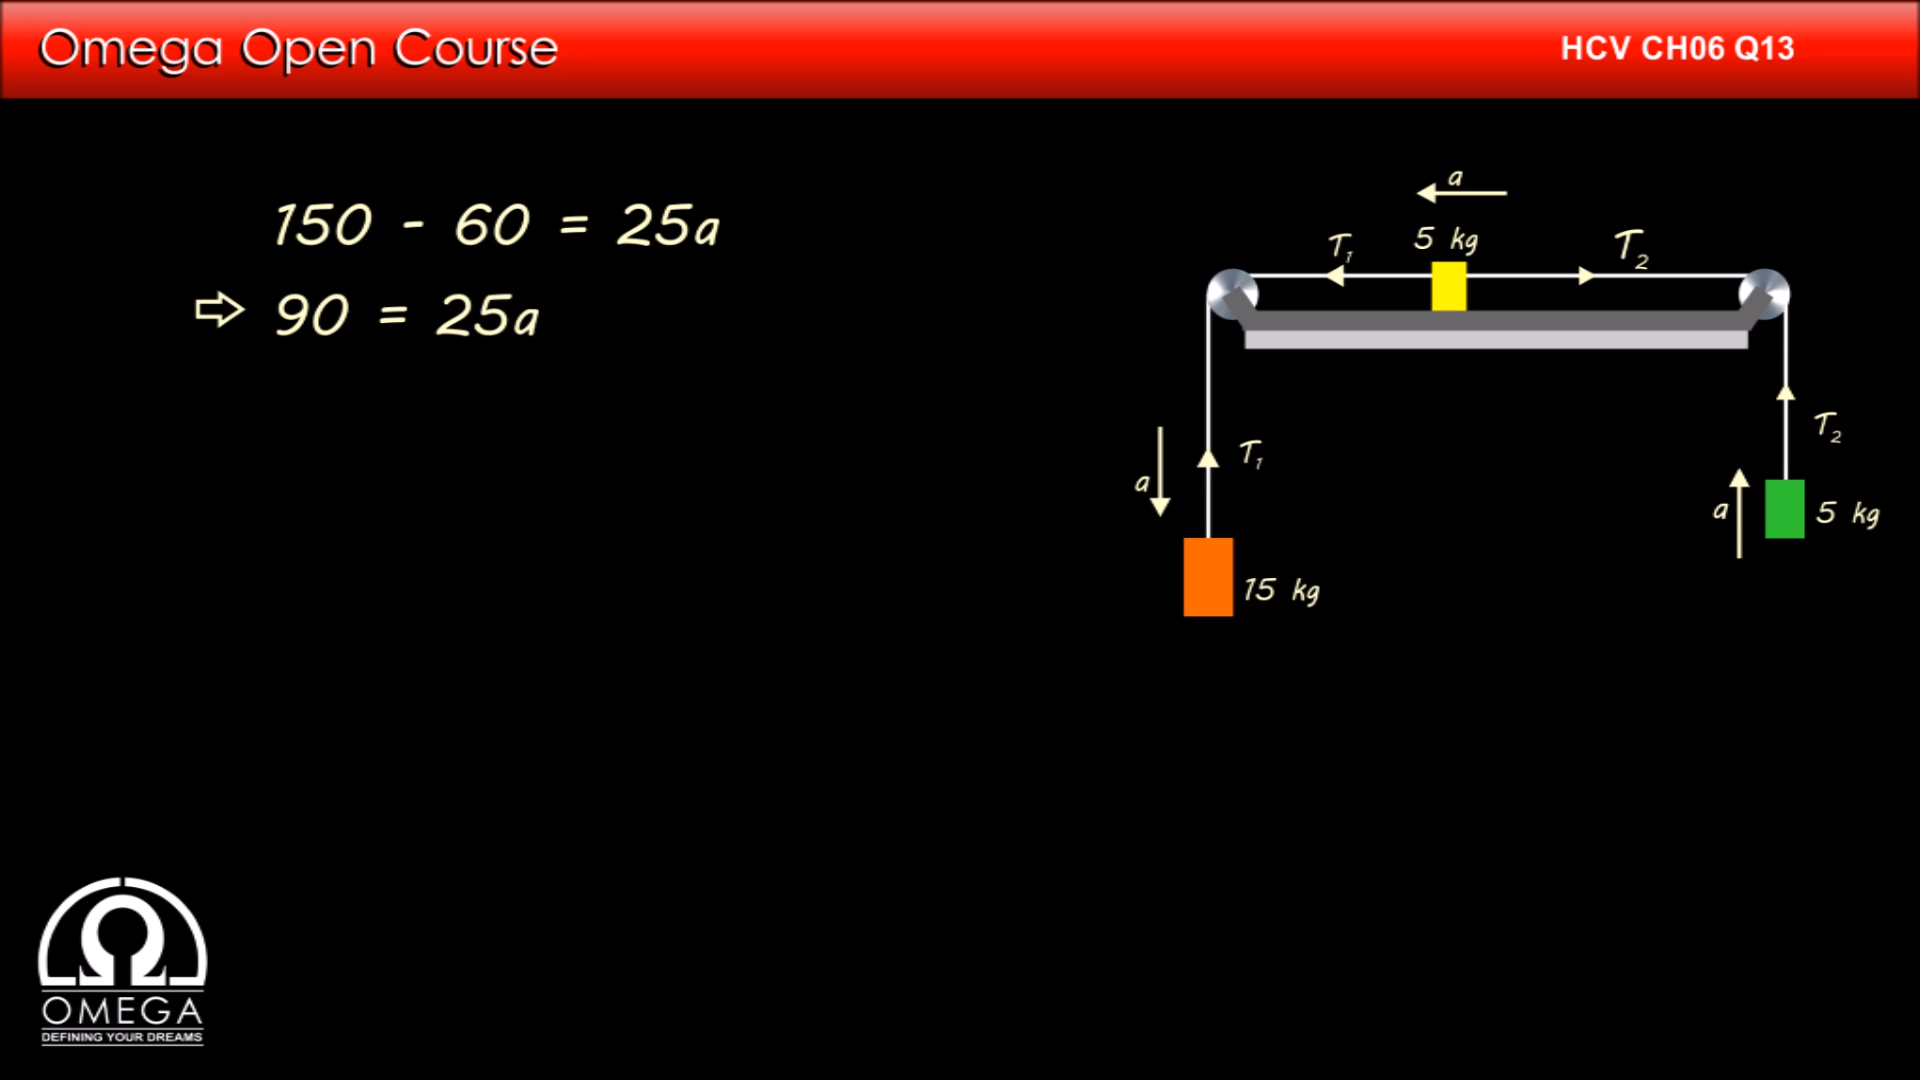 Omega Open Course
HCV CH06 Q13
150 - 60 = 25a
⇨ 90 = 25a
a
5 kg
T₁
T₂
a
T₁
15 kg
T₂
a
5 kg
OMEGA
DEFINING YOUR DREAMS